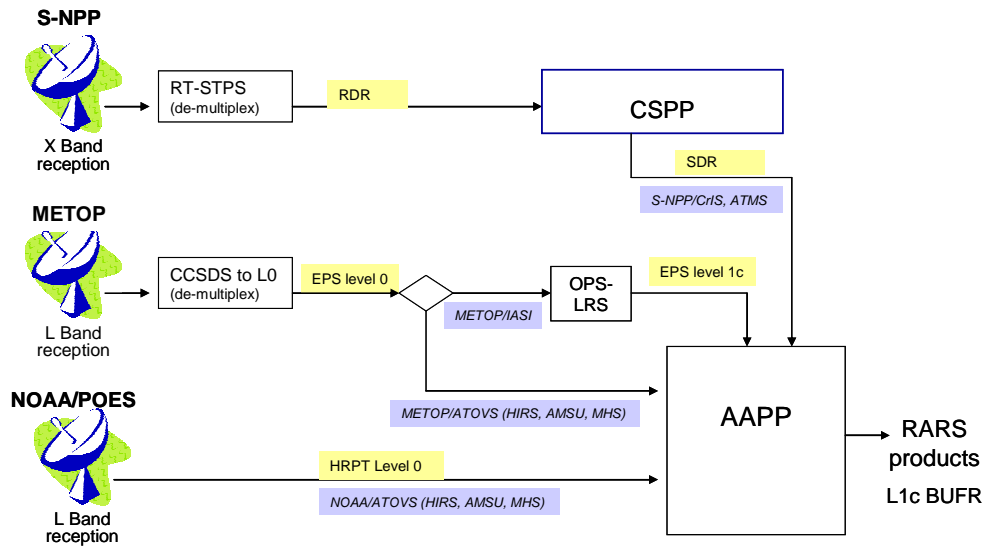 S-NPP
X Band
reception
RT-STPS
(de-multiplex)
RDR
CSPP
SDR
S-NPP/CrIS, ATMS
METOP
L Band
reception
CCSDS to L0
(de-multiplex)
EPS level 0
METOP/IASI
OPS-
LRS
EPS level 1c
METOP/ATOVS (HIRS, AMSU, MHS)
NOAA/POES
L Band
reception
HRPT Level 0
NOAA/ATOVS (HIRS, AMSU, MHS)
AAPP
RARS
products
L1c BUFR